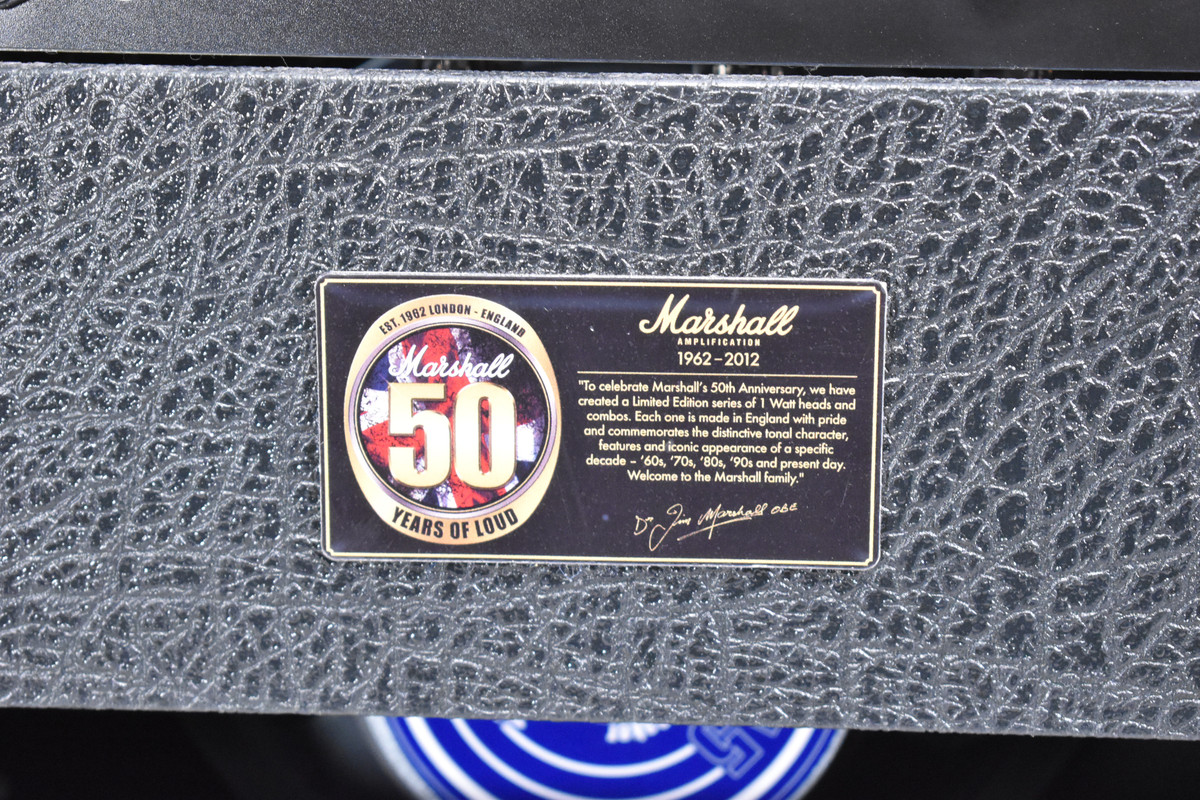 EST. 1962 LONDON - ENGLAND
Marshall
50
YEARS OF LOUD
Marshall
AMPLIFICATION
1962–2012
"To celebrate Marshall's 50th Anniversary, we have
created a Limited Edition series of 1 Watt heads and
combos. Each one is made in England with pride
and commemorates the distinctive tonal character,
features and iconic appearance of a specific
decade – '60s, '70s, '80s, '90s and present day.
Welcome to the Marshall family."
Dr Jim Marshall OBE